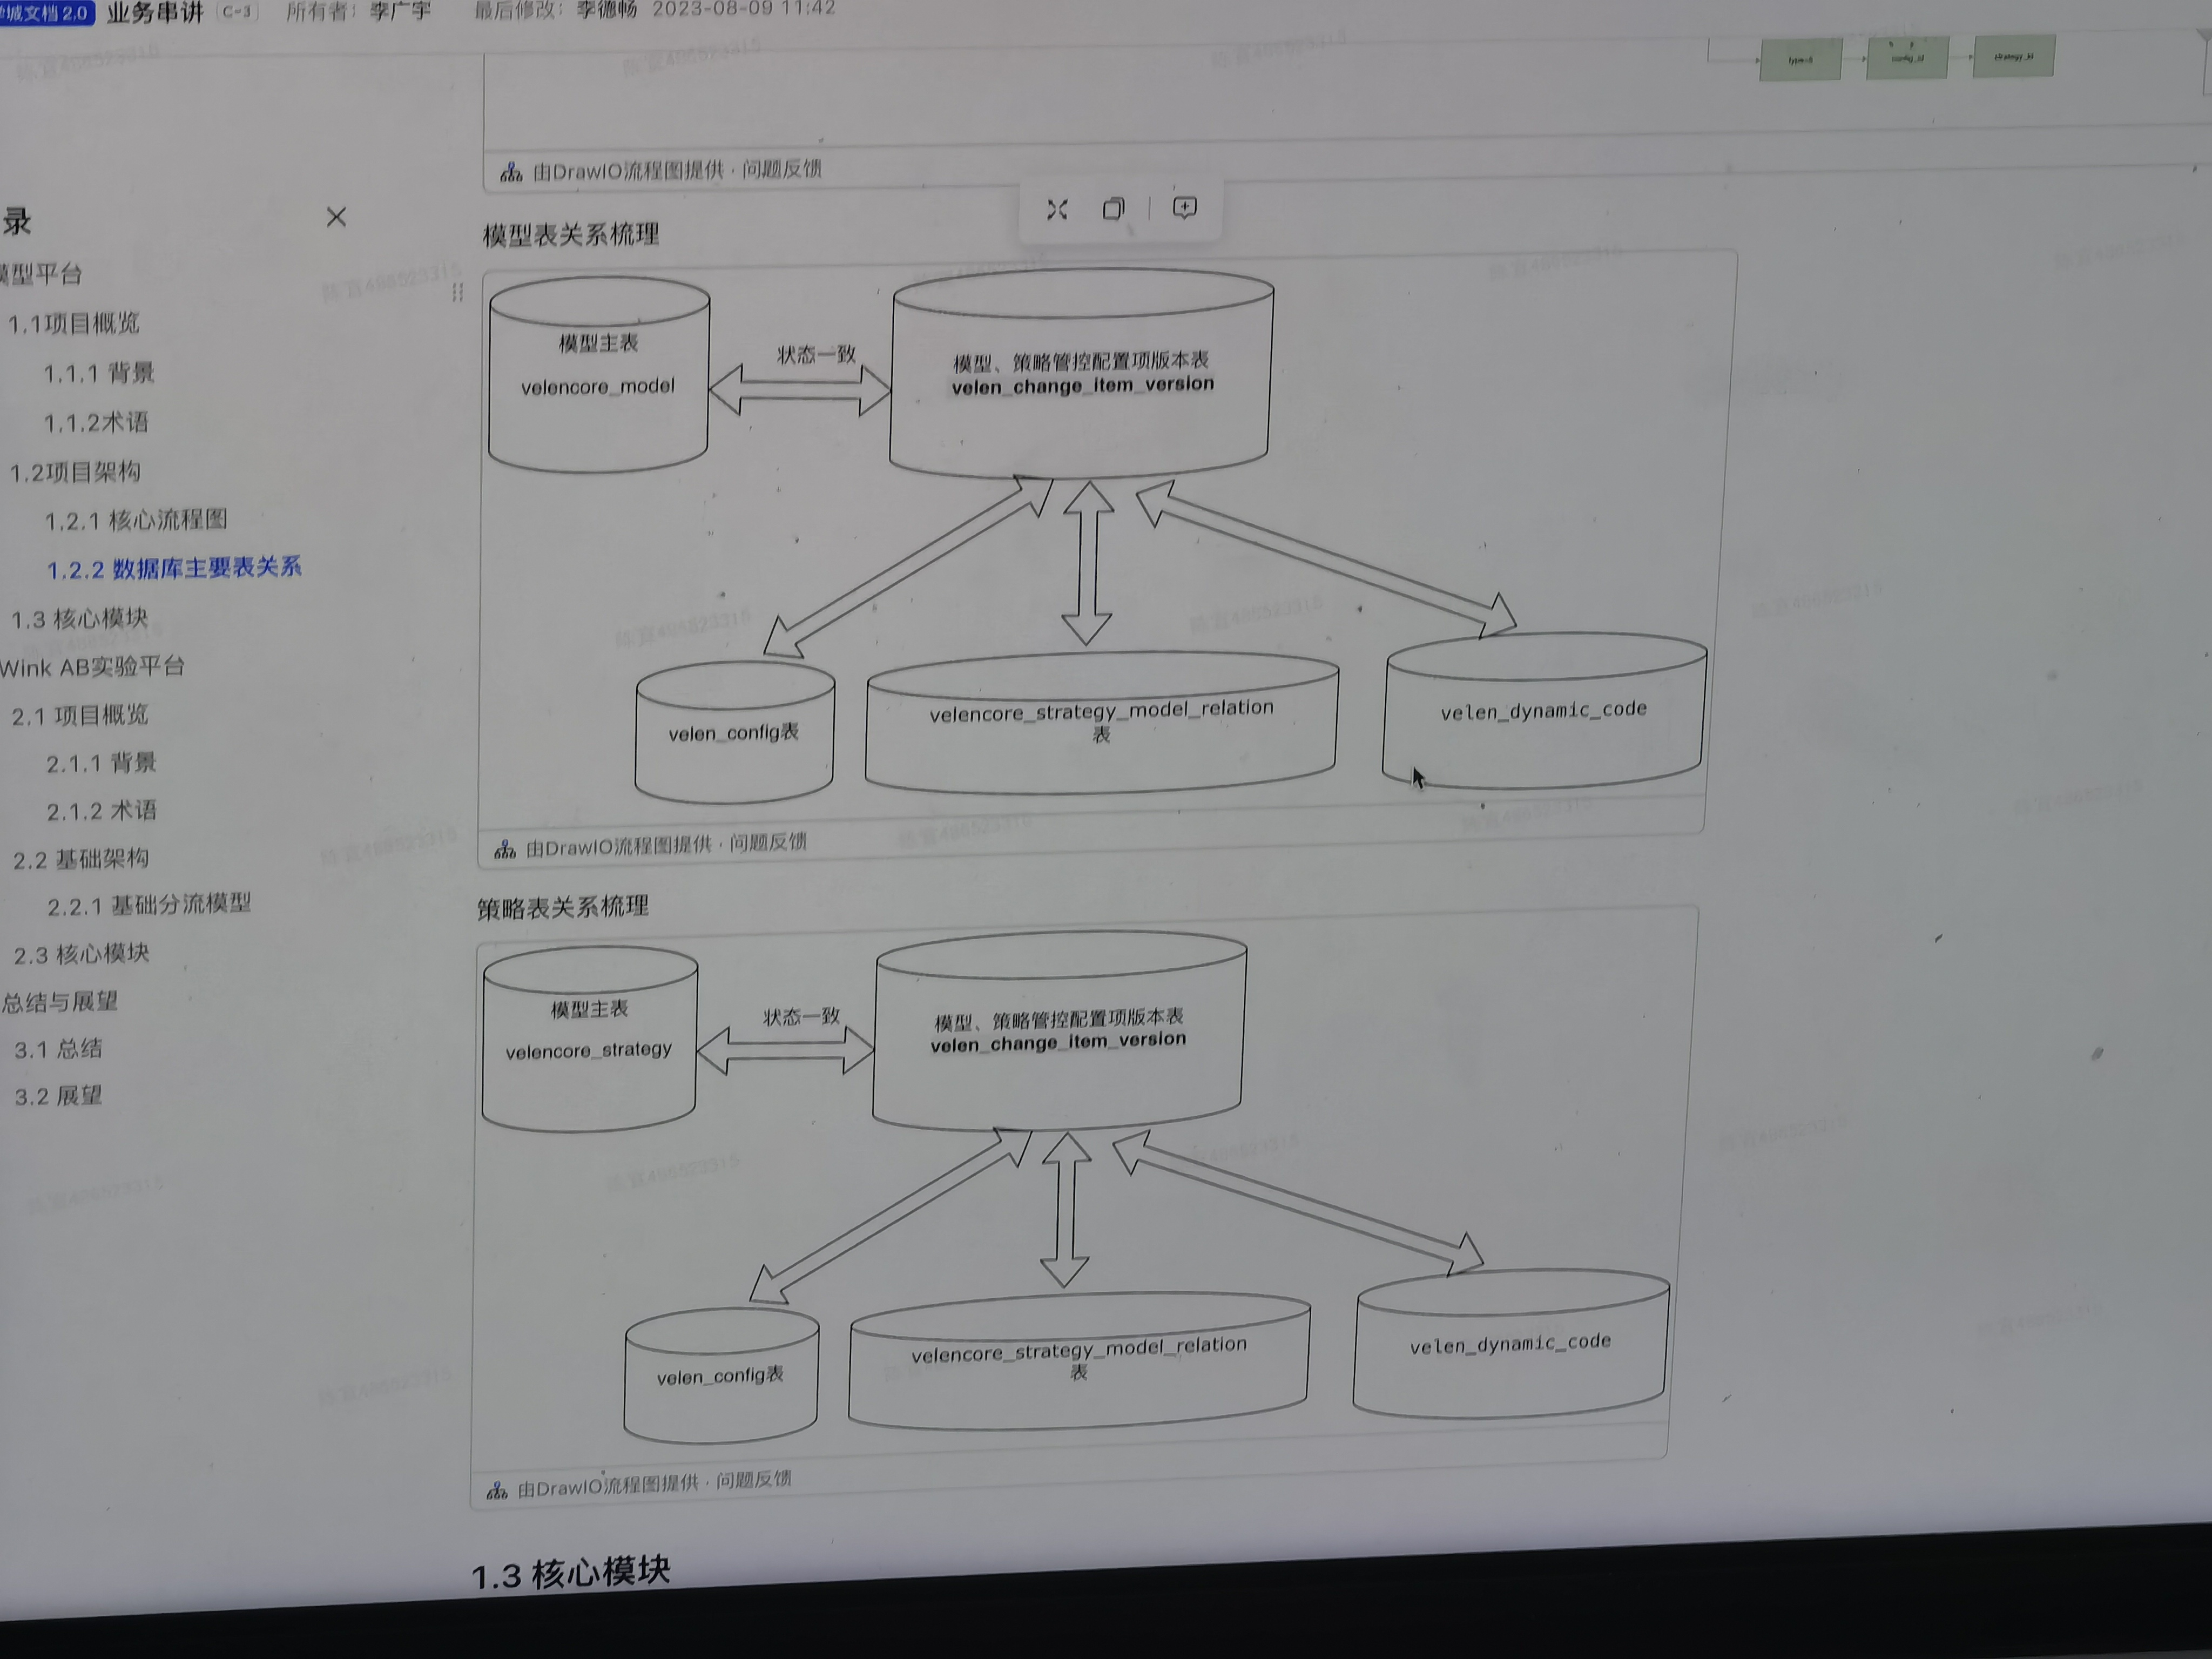 城文档 2.0 业务串讲 C-3 所有者：李广宇 最后修改：李德畅 2023-08-09 11:42
type=3
config_id
strategy_id
由DrawIO流程图提供 · 问题反馈
录
模型平台
1.1项目概览
1.1.1 背景
1.1.2术语
1.2项目架构
1.2.1 核心流程图
1.2.2 数据库主要表关系
1.3 核心模块
Wink AB实验平台
2.1 项目概览
2.1.1 背景
2.1.2 术语
2.2 基础架构
2.2.1 基础分流模型
2.3 核心模块
总结与展望
3.1 总结
3.2 展望
模型表关系梳理
模型主表
velencore_model
状态一致
模型、策略管控配置项版本表
velen_change_item_version
velen_config表
velencore_strategy_model_relation
表
velen_dynamic_code
由DrawIO流程图提供 · 问题反馈
策略表关系梳理
模型主表
velencore_strategy
状态一致
模型、策略管控配置项版本表
velen_change_item_version
velen_config表
velencore_strategy_model_relation
表
velen_dynamic_code
由DrawIO流程图提供 · 问题反馈
1.3 核心模块